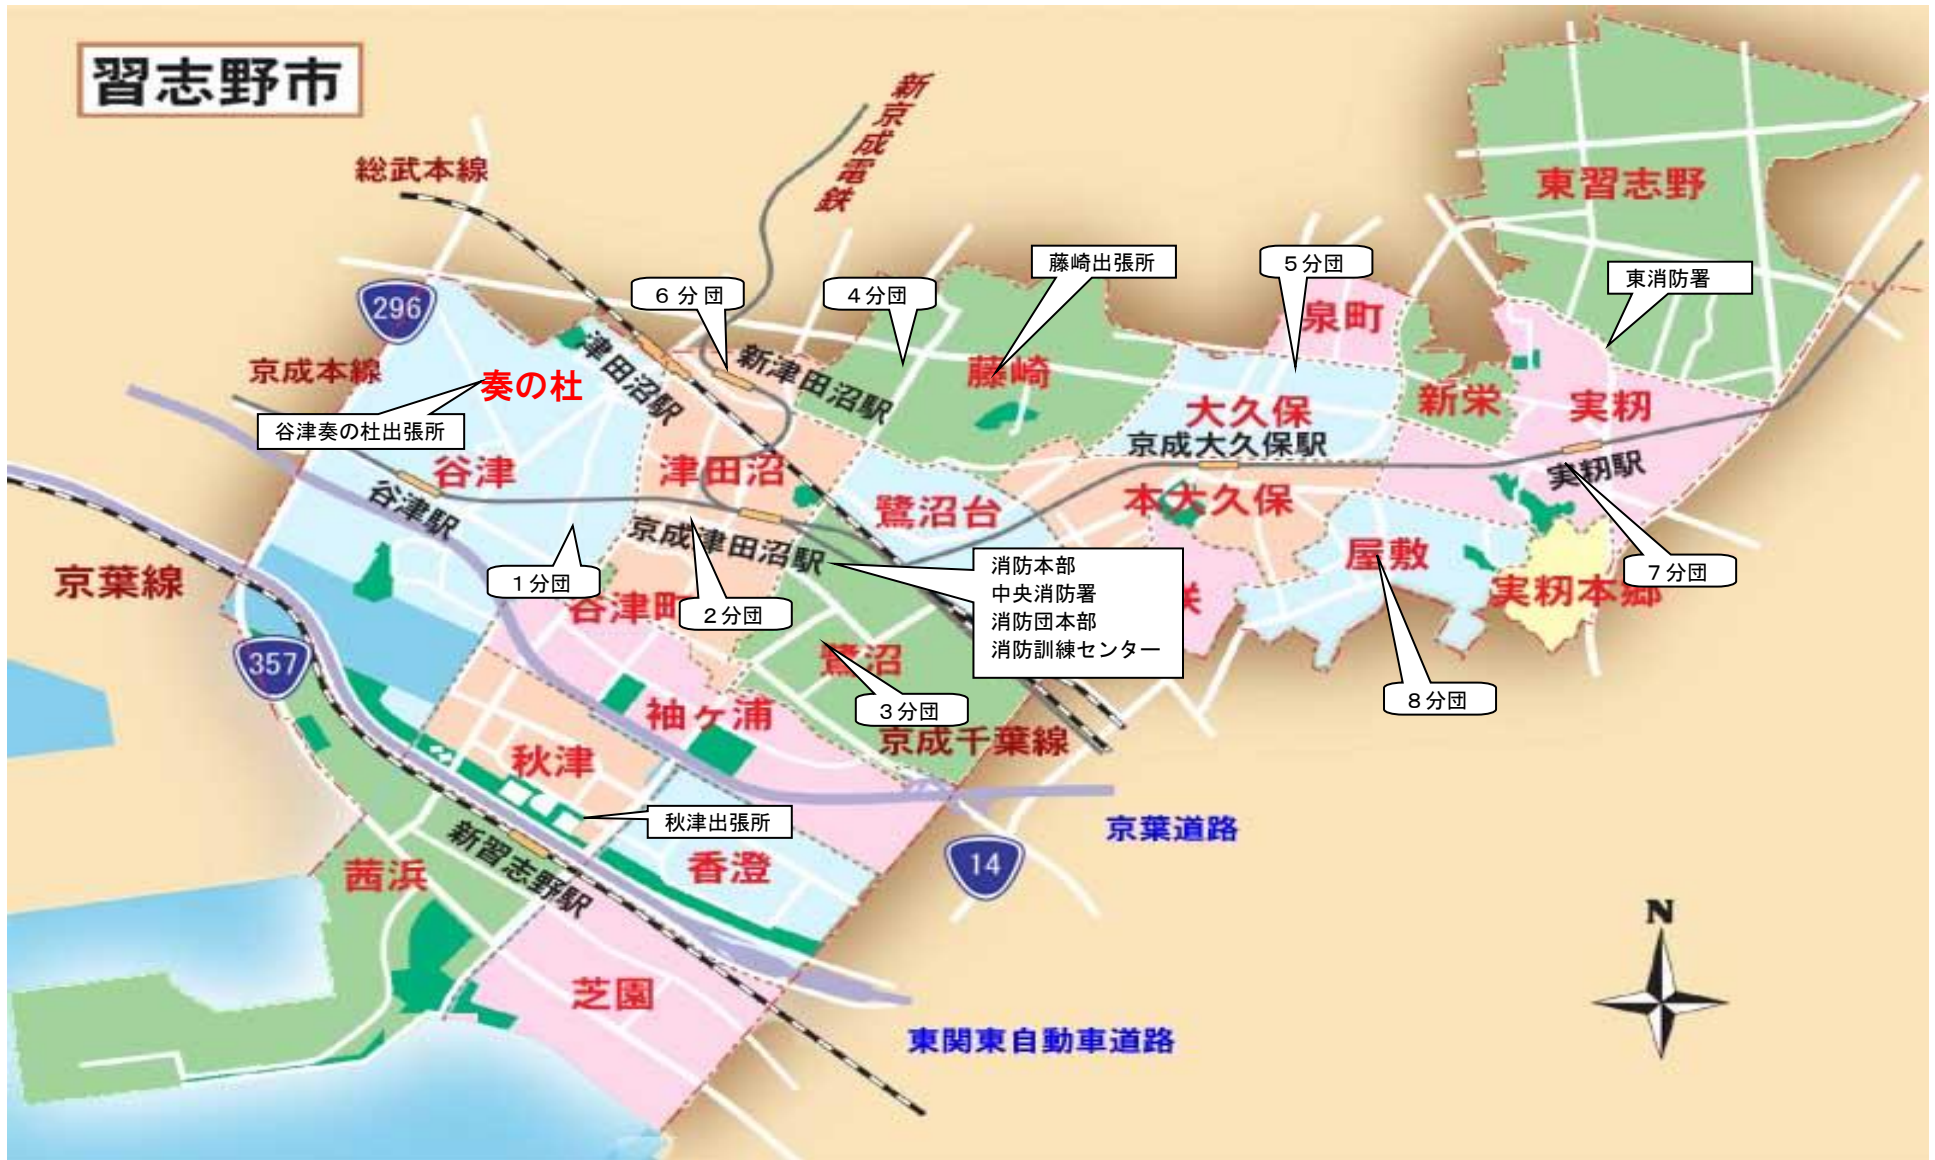 習志野市
新京成電鉄
総武本線
東習志野
藤崎出張所
5分団
東消防署
6分団
4分団
296
泉町
京成本線
奏の杜
津田沼駅
新津田沼駅
藤崎
新栄
実籾
大久保
京成大久保駅
谷津奏の杜出張所
谷津
津田沼
実籾駅
谷津駅
鷺沼台
本大久保
京成津田沼駅
屋敷
京葉線
1分団
谷津町
2分団
消防本部
中央消防署
消防団本部
消防訓練センター
咲
実籾本郷
7分団
357
鷺沼
3分団
8分団
袖ヶ浦
京成千葉線
秋津
秋津出張所
京葉道路
新習志野駅
香澄
14
茜浜
N
芝園
東関東自動車道路